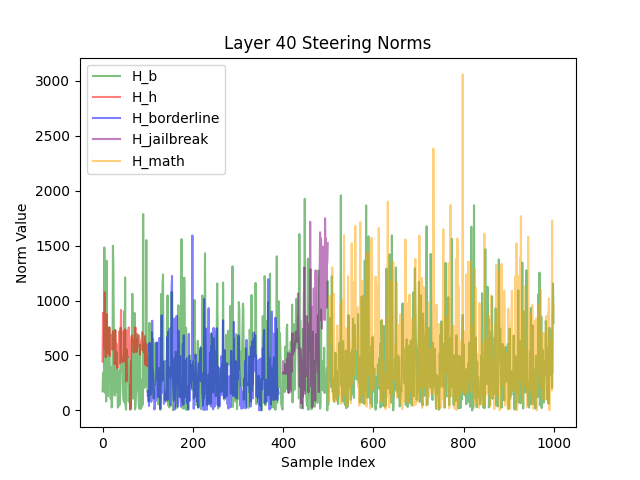 Layer 40 Steering Norms
H_b
H_h
H_borderline
H_jailbreak
H_math
Norm Value
3000
2500
2000
1500
1000
500
0
0
200
400
600
800
1000
Sample Index